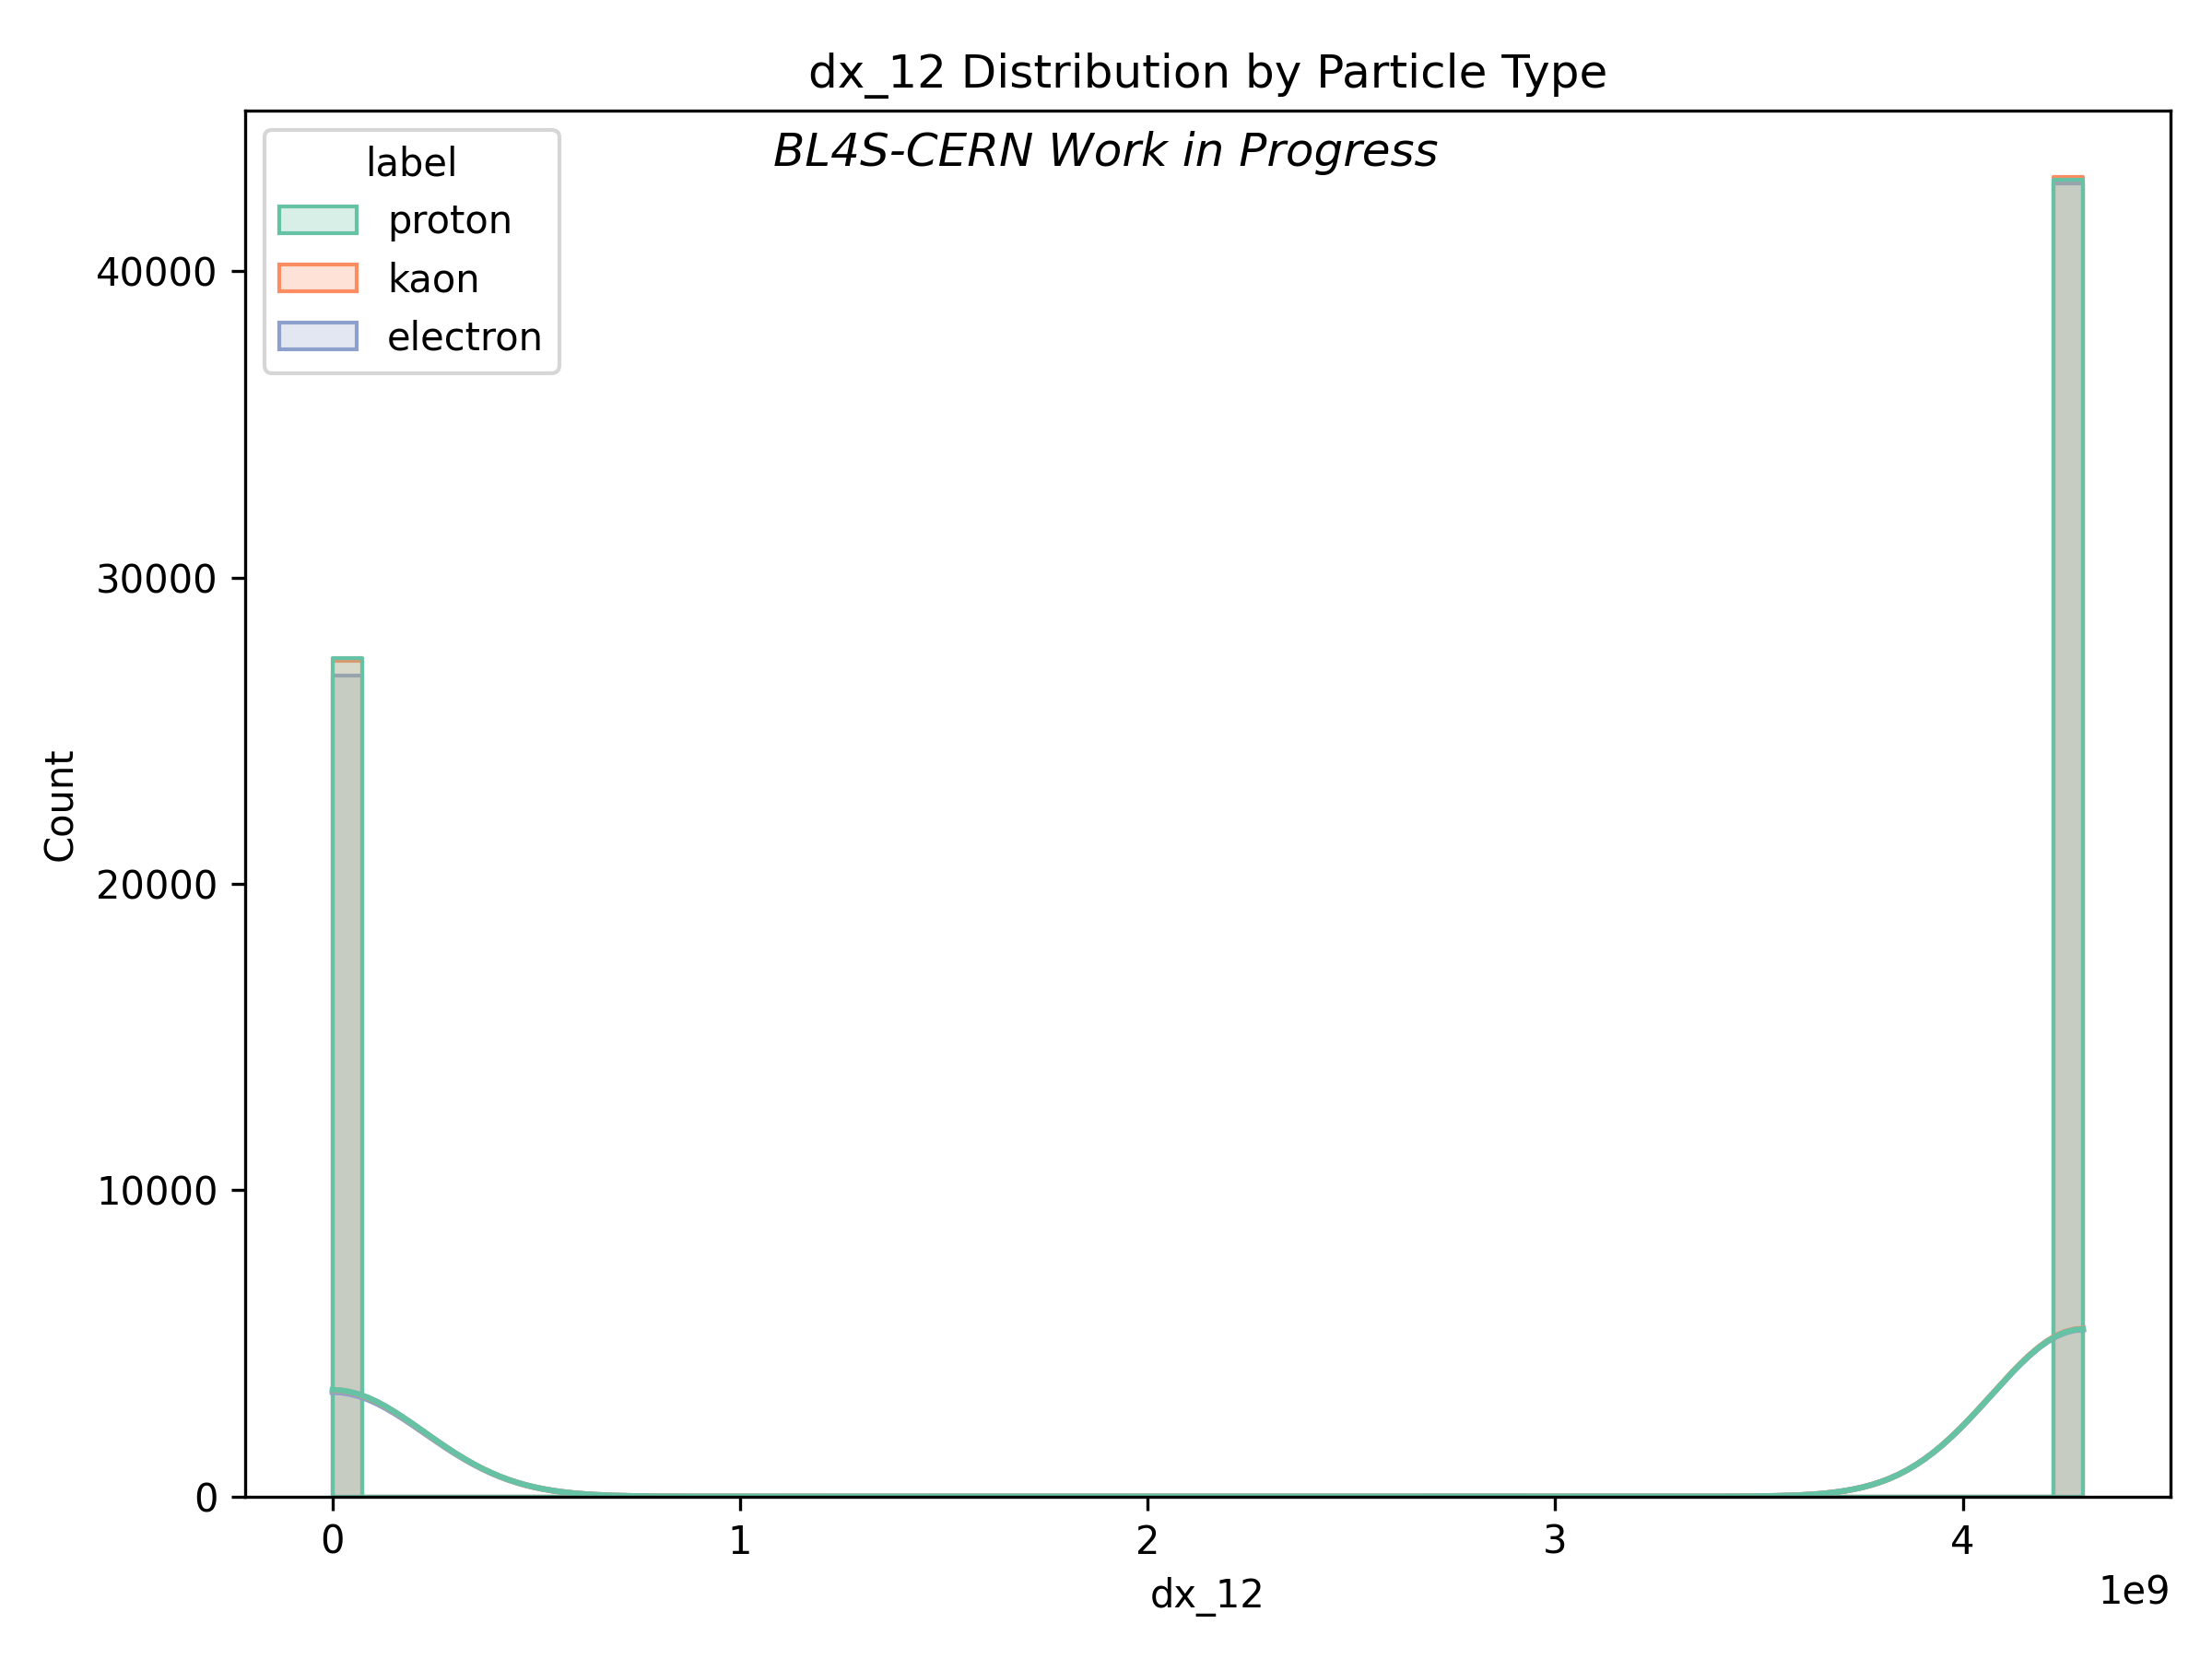 dx_12 Distribution by Particle Type
BL4S-CERN Work in Progress
label
proton
kaon
electron
Count
40000
30000
20000
10000
0
0 1 2 3 4
1e9
dx_12